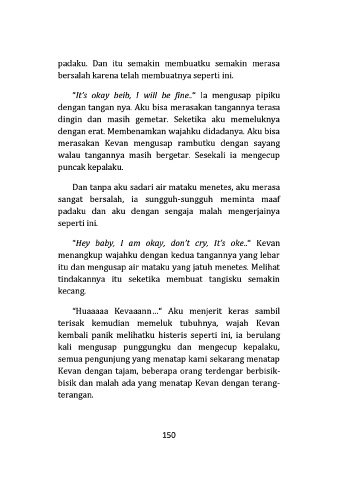 padaku. Dan itu semakin membuatku semakin merasa
bersalah karena telah membuatnya seperti ini.
"It's okay beib, I will be fine.." Ia mengusap pipiku
dengan tangan nya. Aku bisa merasakan tangannya terasa
dingin dan masih gemetar. Seketika aku memeluknya
dengan erat. Membenamkan wajahku didadanya. Aku bisa
merasakan Kevan mengusap rambutku dengan sayang
walau tangannya masih bergetar. Sesekali ia mengecup
puncak kepalaku.
Dan tanpa aku sadari air mataku menetes, aku merasa
sangat bersalah, ia sungguh-sungguh meminta maaf
padaku dan aku dengan sengaja malah mengerjainya
seperti ini.
"Hey baby, I am okay, don't cry, It's oke.." Kevan
menangkup wajahku dengan kedua tangannya yang lebar
itu dan mengusap air mataku yang jatuh menetes. Melihat
tindakannya itu seketika membuat tangisku semakin
kecang.
"Huaaaaa Kevaaann..." Aku menjerit keras sambil
terisak kemudian memeluk tubuhnya, wajah Kevan
kembali panik melihatku histeris seperti ini, ia berulang
kali mengusap punggungku dan mengecup kepalaku,
semua pengunjung yang menatap kami sekarang menatap
Kevan dengan tajam, beberapa orang terdengar berbisik-
bisik dan malah ada yang menatap Kevan dengan terang-
terangan.
150